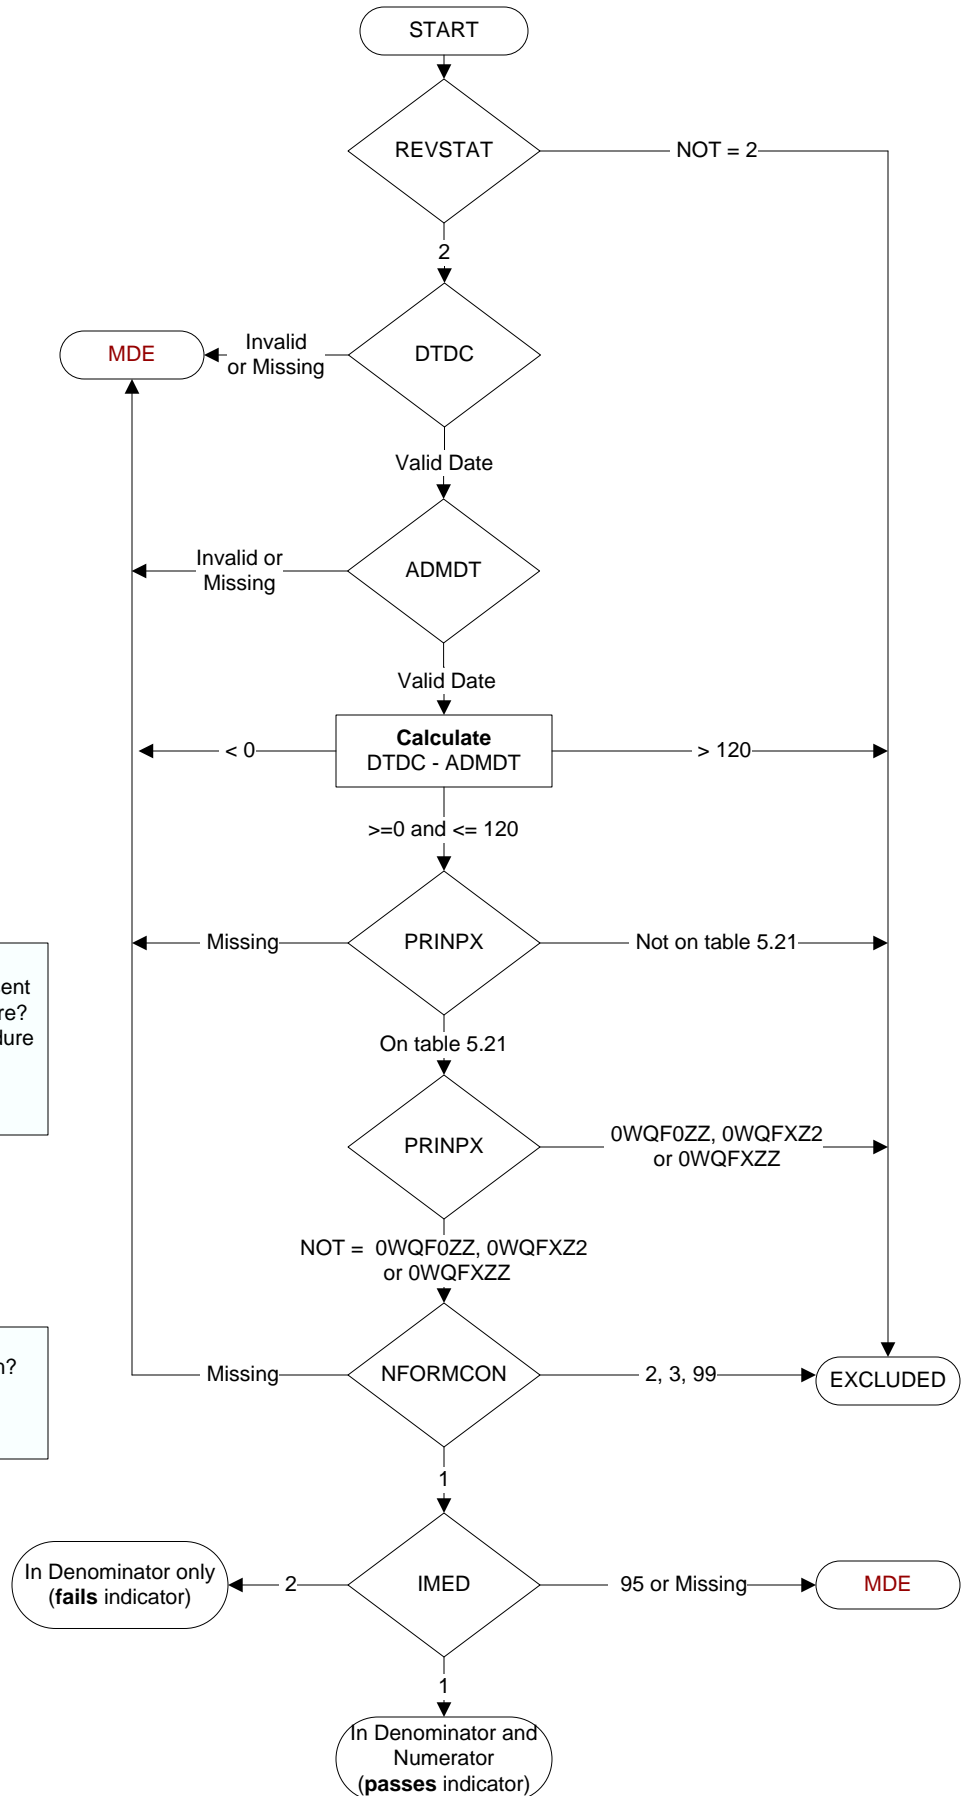 START
REVSTAT
NOT = 2
2
DTDC
Invalid
or Missing
MDE
Valid Date
ADMDT
Invalid or
Missing
Valid Date
Calculate
DTDC - ADMDT
< 0
> 120
>=0 and <= 120
PRINPX
Missing
Not on table 5.21
On table 5.21
PRINPX
0WQF0ZZ, 0WQFXZ2
or 0WQFXZZ
NOT = 0WQF0ZZ, 0WQFXZ2
or 0WQFXZZ
NFORMCON
Missing
2, 3, 99
EXCLUDED
1
IMED
2
In Denominator only
(fails indicator)
95 or Missing
MDE
1
In Denominator and
Numerator
(passes indicator)